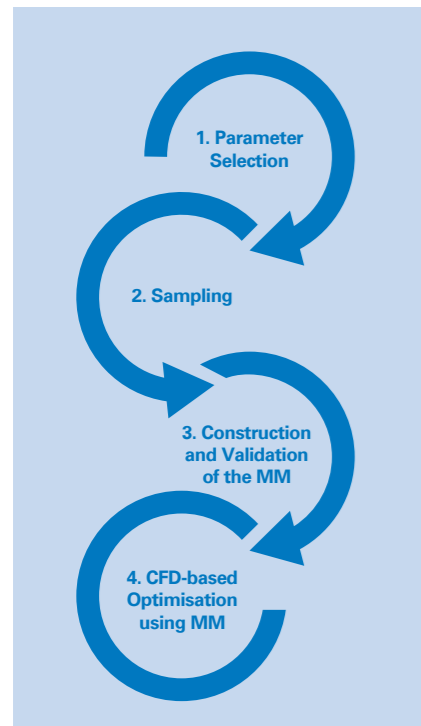 1. Parameter
Selection
2. Sampling
3. Construction
and Validation
of the MM
4. CFD-based
Optimisation
using MM